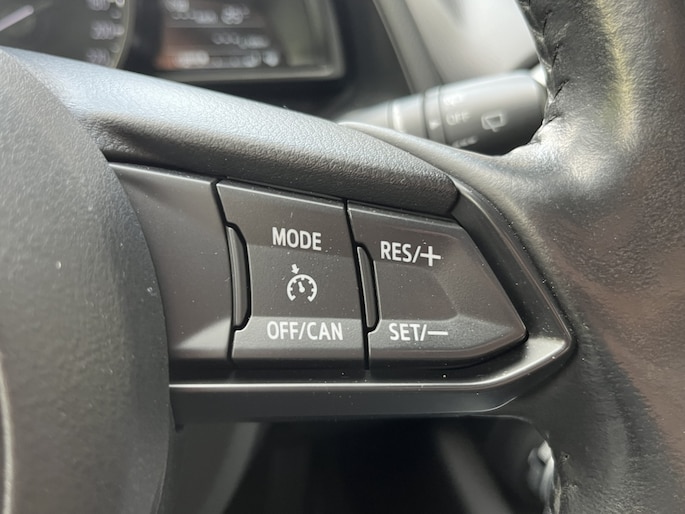 MODE
RES/+
OFF/CAN
SET/—
OFF